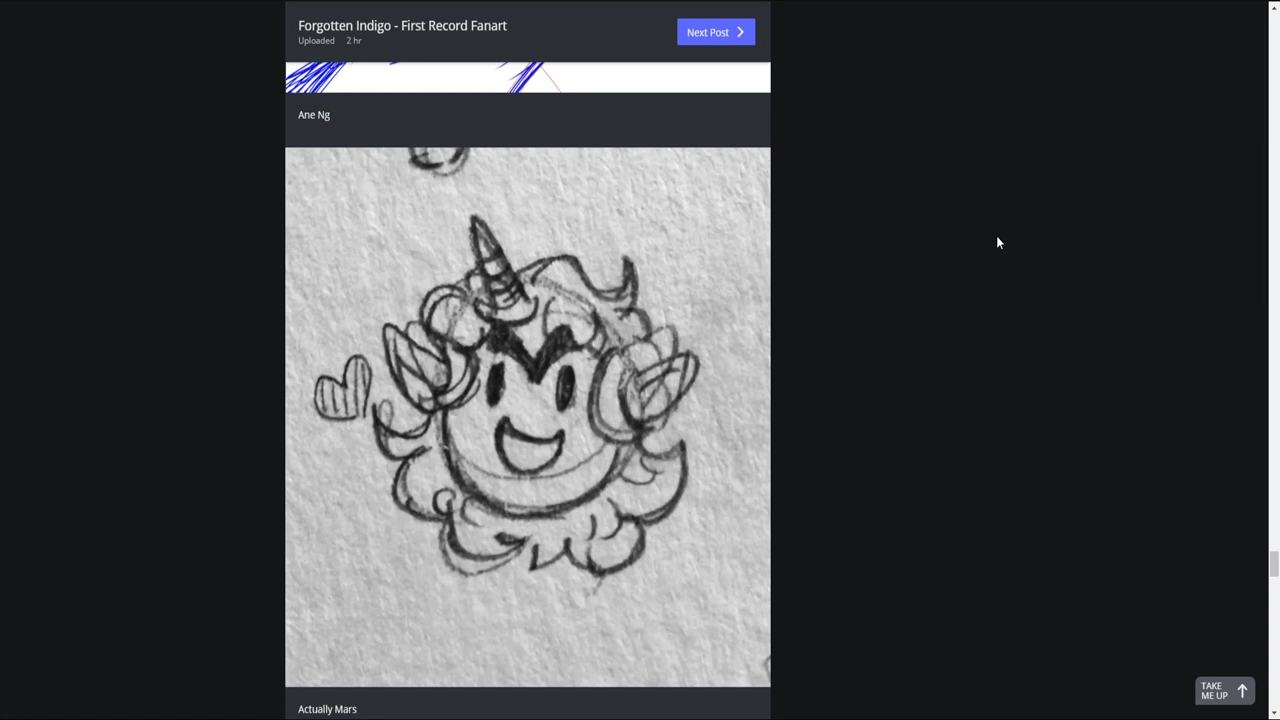 Forgotten Indigo - First Record Fanart
Uploaded 2 hr
Next Post
Ane Ng
Actually Mars
TAKE
ME UP